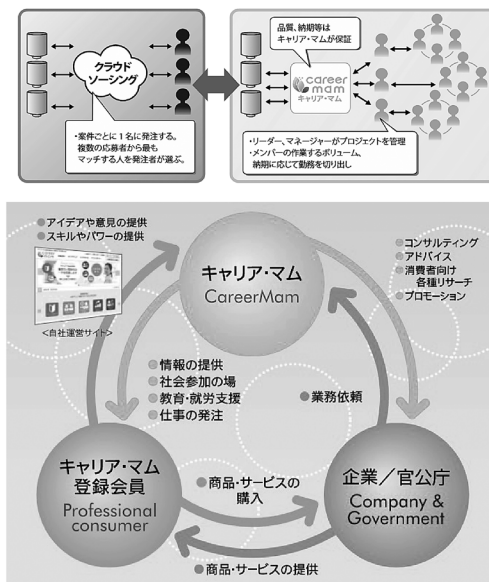 クラウド
ソーシング
・案件ごとに1名に発注する。
複数の応募者から最も
マッチする人を発注者が選ぶ。
品質、納期等は
キャリア・マムが保証
career
mam
キャリア・マム
・リーダー、マネージャーがプロジェクトを管理
・メンバーの作業するボリューム、
納期に応じて勤務を切り出し
●アイデアや意見の提供
●スキルやパワーの提供
<自社運営サイト>
キャリア・マム
CareerMam
●コンサルティング
●アドバイス
●消費者向け
各種リサーチ
●プロモーション
●情報の提供
●社会参加の場
●教育・就労支援
●仕事の発注
●業務依頼
キャリア・マム
登録会員
Professional
consumer
●商品・サービスの
購入
企業／官公庁
Company &
Government
●商品・サービスの提供